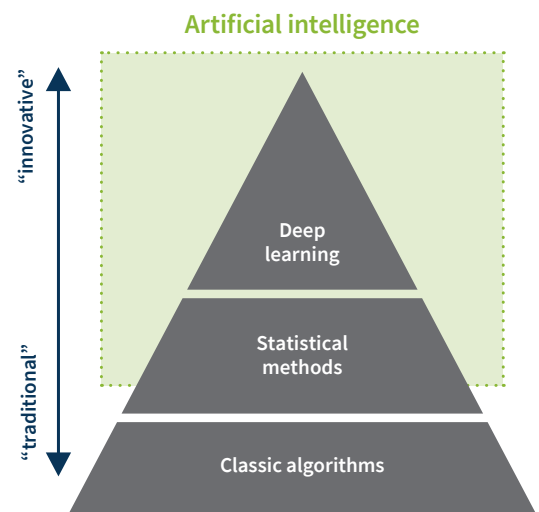 Artificial intelligence
“innovative”
Deep
learning
Statistical
methods
“traditional”
Classic algorithms